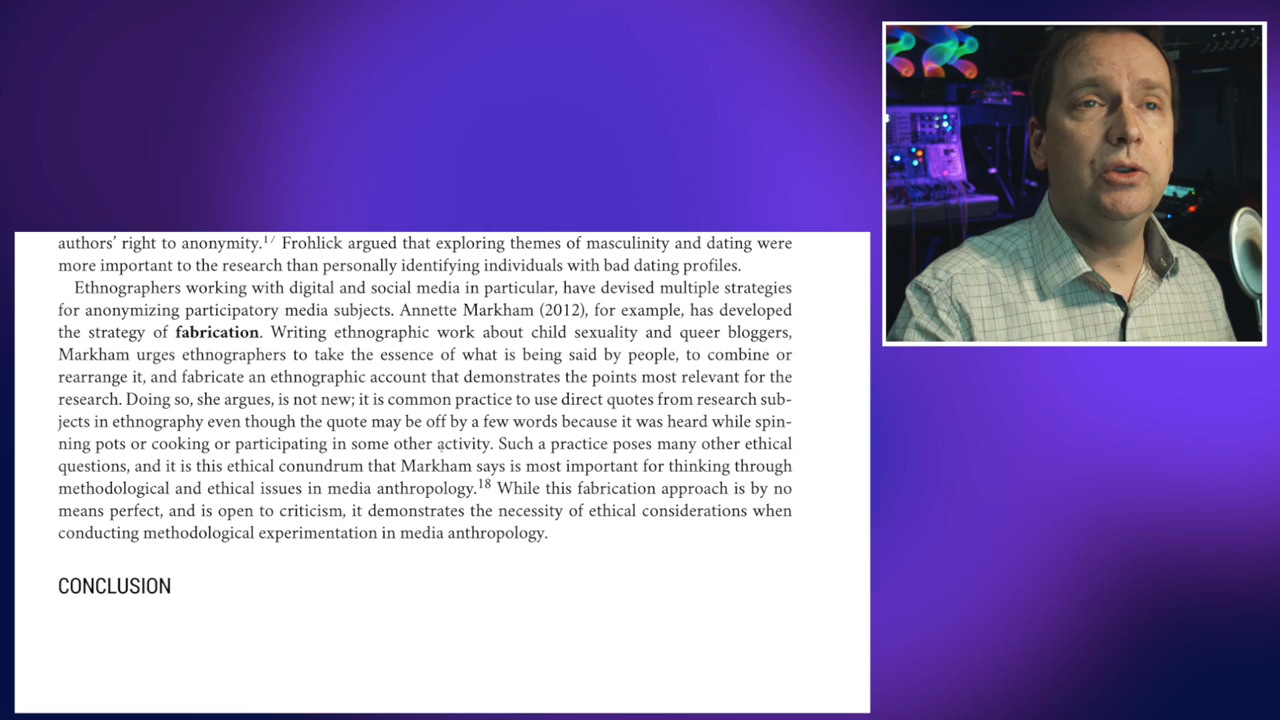 authors’ right to anonymity.17 Frohlick argued that exploring themes of masculinity and dating were
more important to the research than personally identifying individuals with bad dating profiles.
Ethnographers working with digital and social media in particular, have devised multiple strategies
for anonymizing participatory media subjects. Annette Markham (2012), for example, has developed
the strategy of fabrication. Writing ethnographic work about child sexuality and queer bloggers,
Markham urges ethnographers to take the essence of what is being said by people, to combine or
rearrange it, and fabricate an ethnographic account that demonstrates the points most relevant for the
research. Doing so, she argues, is not new; it is common practice to use direct quotes from research sub-
jects in ethnography even though the quote may be off by a few words because it was heard while spin-
ning pots or cooking or participating in some other activity. Such a practice poses many other ethical
questions, and it is this ethical conundrum that Markham says is most important for thinking through
methodological and ethical issues in media anthropology.18 While this fabrication approach is by no
means perfect, and is open to criticism, it demonstrates the necessity of ethical considerations when
conducting methodological experimentation in media anthropology.
CONCLUSION